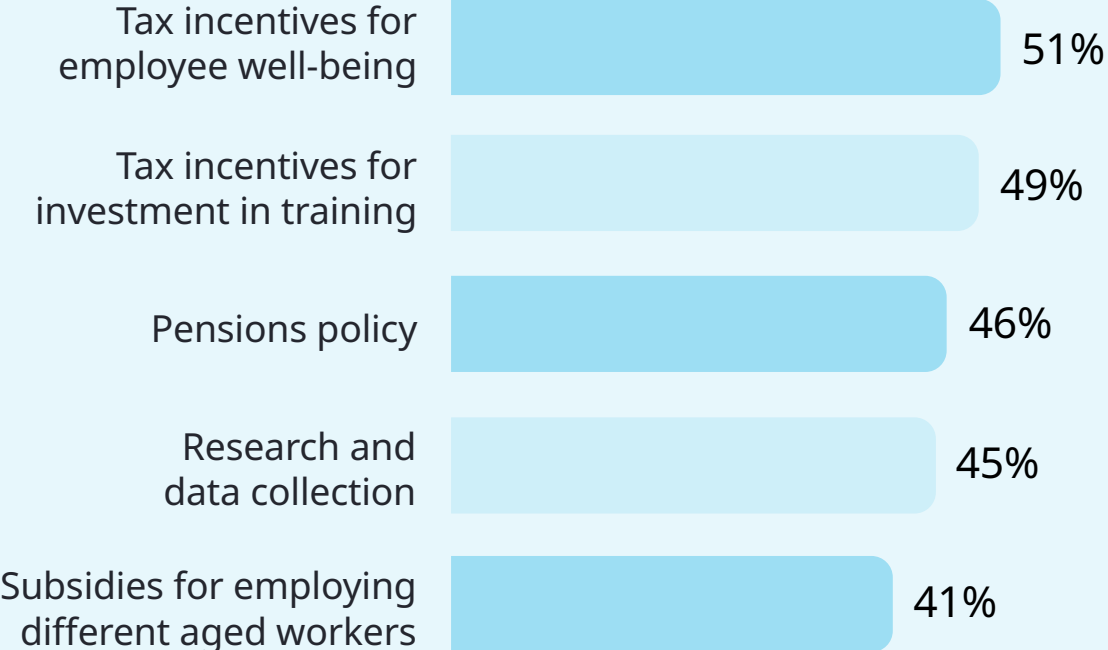 Tax incentives for
employee well-being
51%
Tax incentives for
investment in training
49%
Pensions policy
46%
Research and
data collection
45%
Subsidies for employing
different aged workers
41%